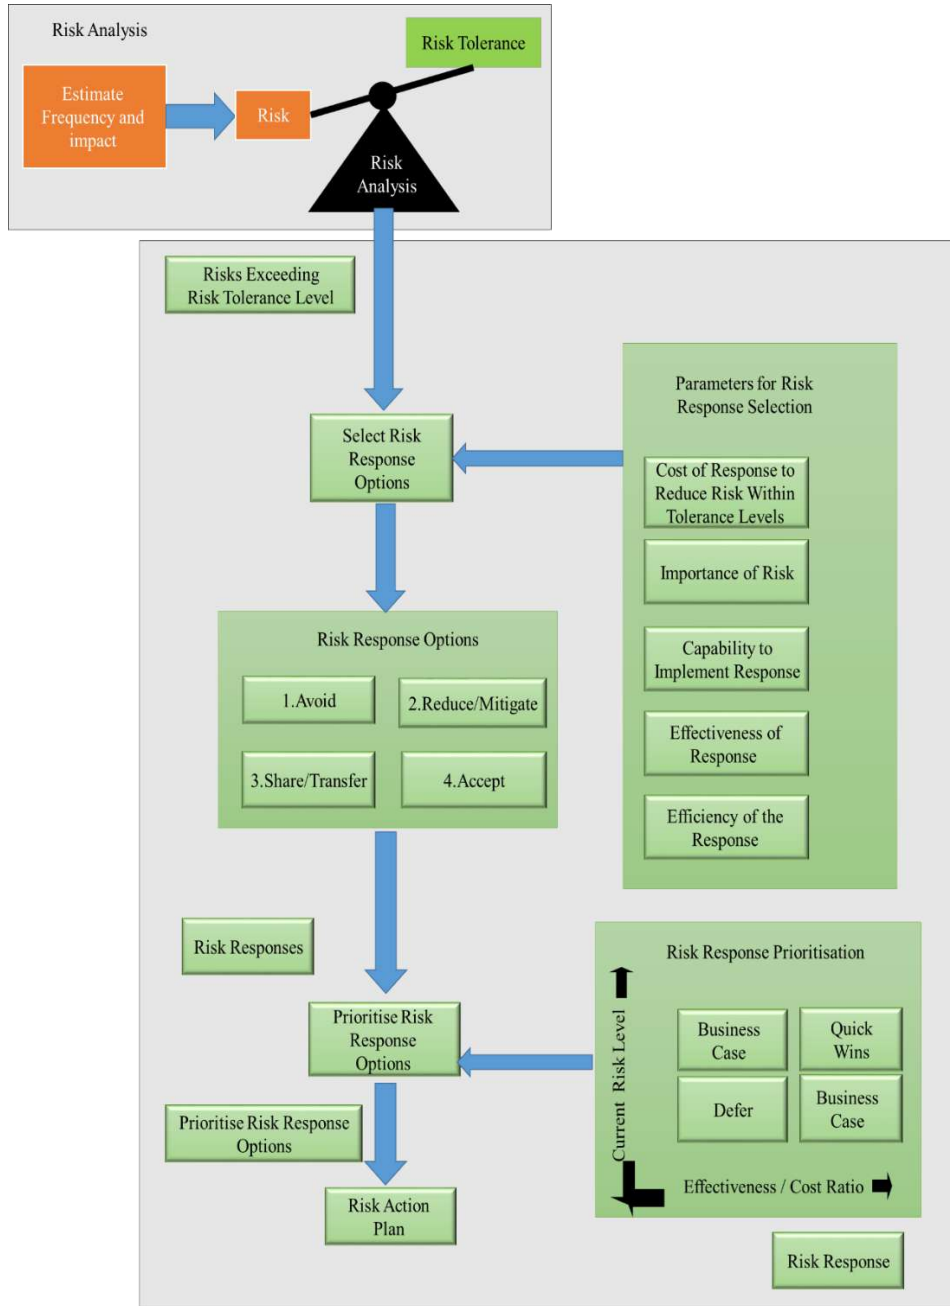 Risk Analysis
Risk Tolerance
Estimate
Frequency and
impact
Risk
Risk
Analysis
Risks Exceeding
Risk Tolerance Level
Parameters for Risk
Response Selection
Select Risk
Response
Options
Cost of Response to
Reduce Risk Within
Tolerance Levels
Importance of Risk
Capability to
Implement Response
Effectiveness of
Response
Efficiency of the
Response
Risk Response Options
1.Avoid
2.Reduce/Mitigate
3.Share/Transfer
4.Accept
Risk Responses
Risk Response Prioritisation
Prioritise Risk
Response
Options
Current Risk Level
Business
Case
Quick
Wins
Defer
Business
Case
Effectiveness / Cost Ratio
Prioritise Risk Response
Options
Risk Action
Plan
Risk Response